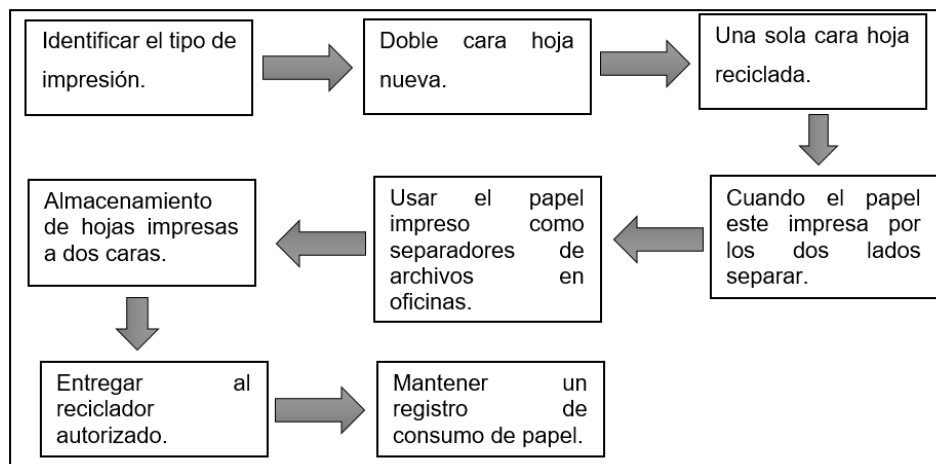 Identificar el tipo de
impresión.
Doble cara hoja
nueva.
Una sola cara hoja
reciclada.
Cuando el papel
este impresa por
los dos lados
separar.
Usar el papel
impreso como
separadores de
archivos en
oficinas.
Almacenamiento
de hojas impresas
a dos caras.
Entregar al
reciclador
autorizado.
Mantener un
registro de
consumo de papel.